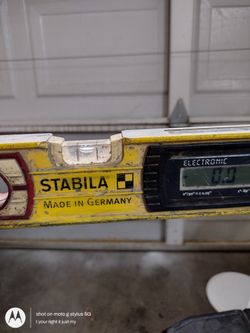 ELECTRONIC
0.0
STABILA
MADE IN GERMANY
shot on moto g stylus 5G
I your right it just my